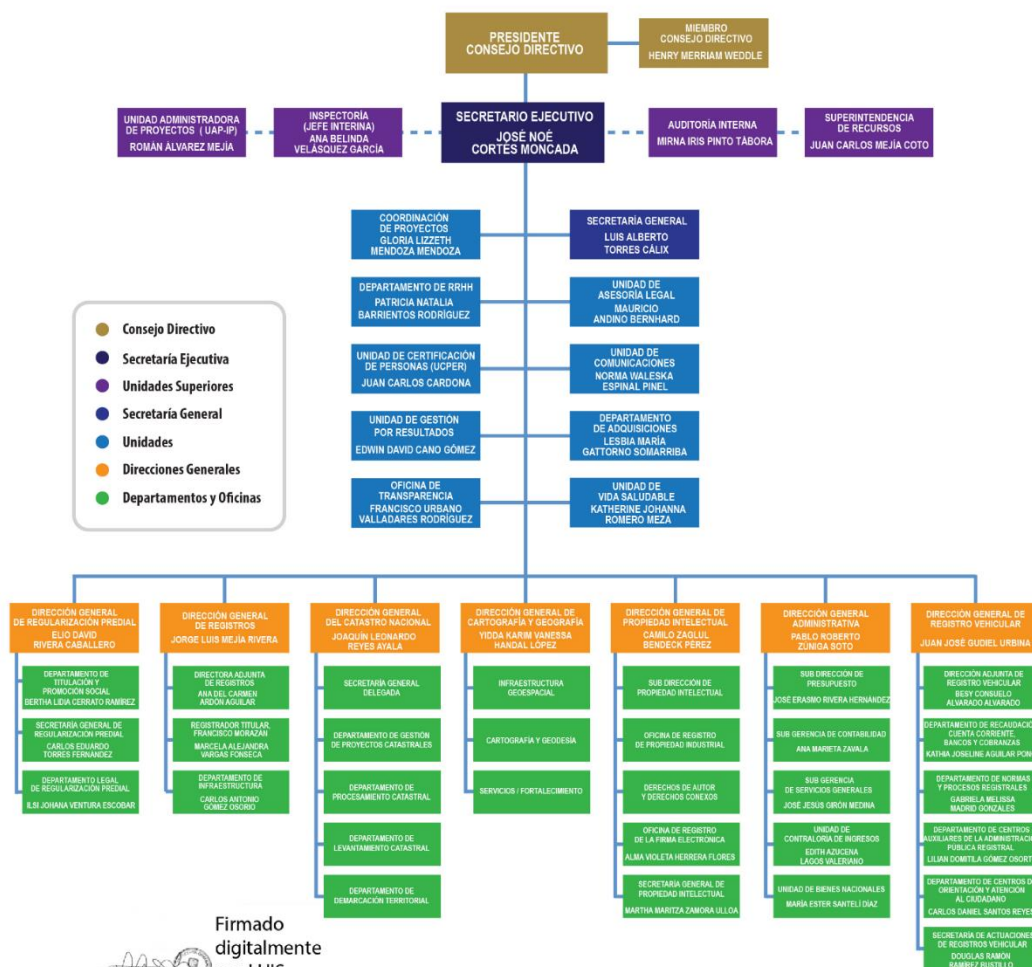 PRESIDENTE
CONSEJO DIRECTIVO
MIEMBRO
CONSEJO DIRECTIVO
HENRY MERRIAM WEDDLE
UNIDAD ADMINISTRADORA
DE PROYECTOS ( UAP-IP)
ROMÁN ÁLVAREZ MEJÍA
INSPECTORÍA
(JEFE INTERINA)
ANA BELINDA
VELÁSQUEZ GARCÍA
SECRETARIO EJECUTIVO
JOSÉ NOÉ
CORTÉS MONCADA
AUDITORÍA INTERNA
MIRNA IRIS PINTO TÁBORA
SUPERINTENDENCIA
DE RECURSOS
JUAN CARLOS MEJÍA COTO
COORDINACIÓN
DE PROYECTOS
GLORIA LIZZETH
MENDOZA MENDOZA
SECRETARÍA GENERAL
LUIS ALBERTO
TORRES CÁLIX
DEPARTAMENTO DE RRHH
PATRICIA NATALIA
BARRIENTOS RODRÍGUEZ
UNIDAD DE
ASESORÍA LEGAL
MAURICIO
ANDINO BERNHARD
UNIDAD DE CERTIFICACIÓN
DE PERSONAS (UCPER)
JUAN CARLOS CARDONA
UNIDAD DE
COMUNICACIONES
NORMA WALESKA
ESPINAL PINEL
UNIDAD DE GESTIÓN
POR RESULTADOS
EDWIN DAVID CANO GÓMEZ
DEPARTAMENTO
DE ADQUISICIONES
LESBIA MARÍA
GATTORNO SOMARRIBA
OFICINA DE
TRANSPARENCIA
FRANCISCO URBANO
VALLADARES RODRÍGUEZ
UNIDAD DE
VIDA SALUDABLE
KATHERINE JOHANNA
ROMERO MEZA
Consejo Directivo
Secretaría Ejecutiva
Unidades Superiores
Secretaría General
Unidades
Direcciones Generales
Departamentos y Oficinas
DIRECCIÓN GENERAL
DE REGULARIZACIÓN PREDIAL
ELIO DAVID
RIVERA CABALLERO
DEPARTAMENTO DE
TITULACIÓN Y
PROMOCIÓN SOCIAL
BERTHA LIDIA CERRATO RAMÍREZ
SECRETARÍA GENERAL DE
REGULARIZACIÓN PREDIAL
CARLOS EDUARDO
TORRES FERNÁNDEZ
DEPARTAMENTO LEGAL
DE REGULARIZACIÓN PREDIAL
ILSI JOHANA VENTURA ESCOBAR
DIRECCIÓN GENERAL
DE REGISTROS
JORGE LUIS MEJÍA RIVERA
DIRECTORA ADJUNTA
DE REGISTROS
ANA DEL CARMEN
ARDÓN AGUILAR
REGISTRADOR TITULAR,
FRANCISCO MORAZÁN
MARCELA ALEJANDRA
VARGAS FONSECA
DEPARTAMENTO DE
INFRAESTRUCTURA
CARLOS ANTONIO
GÓMEZ OSORIO
DIRECCIÓN GENERAL
DEL CATASTRO NACIONAL
JOAQUÍN LEONARDO
REYES AYALA
SECRETARÍA GENERAL
DELEGADA
DEPARTAMENTO DE GESTIÓN
DE PROYECTOS CATASTRALES
DEPARTAMENTO DE
PROCESAMIENTO CATASTRAL
DEPARTAMENTO DE
LEVANTAMIENTO CATASTRAL
DEPARTAMENTO DE
DEMARCACIÓN TERRITORIAL
DIRECCIÓN GENERAL DE
CARTOGRAFÍA Y GEOGRAFÍA
YIDDA KARIM VANESSA
HANDAL LÓPEZ
INFRAESTRUCTURA
GEOESPACIAL
CARTOGRAFÍA Y GEODESÍA
SERVICIOS / FORTALECIMIENTO
DIRECCIÓN GENERAL DE
PROPIEDAD INTELECTUAL
CAMILO ZAGLUL
BENDECK PÉREZ
SUB DIRECCIÓN DE
PROPIEDAD INTELECTUAL
OFICINA DE REGISTRO
DE PROPIEDAD INDUSTRIAL
DERECHOS DE AUTOR
Y DERECHOS CONEXOS
OFICINA DE REGISTRO
DE LA FIRMA ELECTRÓNICA
ALMA VIOLETA HERRERA FLORES
SECRETARÍA GENERAL DE
PROPIEDAD INTELECTUAL
MARTHA MARITZA ZAMORA ULLOA
DIRECCIÓN GENERAL
ADMINISTRATIVA
PABLO ROBERTO
ZÚNIGA SOTO
SUB DIRECCIÓN DE
PRESUPUESTO
JOSÉ ERASMO RIVERA HERNÁNDEZ
SUB GERENCIA DE CONTABILIDAD
ANA MARIETA ZAVALA
SUB GERENCIA
DE SERVICIOS GENERALES
JOSÉ JESÚS GIRÓN MEDINA
UNIDAD DE
CONTRALORÍA DE INGRESOS
EDITH AZUCENA
LAGOS VALERIANO
UNIDAD DE BIENES NACIONALES
MARÍA ESTER SANTELÍ DÍAZ
DIRECCIÓN GENERAL DE
REGISTRO VEHICULAR
JUAN JOSÉ GUDIEL URBINA
DIRECCIÓN ADJUNTA DE
REGISTRO VEHICULAR
BESY CONSUELO
ALVARADO ALVARADO
DEPARTAMENTO DE RECAUDACIÓ
CUENTA CORRIENTE,
BANCOS Y COBRANZAS
KATHIA JOSELINE AGUILAR PON
DEPARTAMENTO DE NORMAS
Y PROCESOS REGISTRALES
GABRIELA MELISSA
MADRID GONZALES
DEPARTAMENTO DE CENTROS
AUXILIARES DE LA ADMINISTRACIÓ
PÚBLICA REGISTRAL
LILIAN DOMITILA GÓMEZ OSORT
DEPARTAMENTO DE CENTROS D
ORIENTACIÓN Y ATENCIÓN
AL CIUDADANO
CARLOS DANIEL SANTOS REYES
SECRETARÍA DE ACTUACIONES
DE REGISTROS VEHICULAR
DOUGLAS RAMÓN
RAMÍREZ BUSTILLO
Firmado
digitalmente